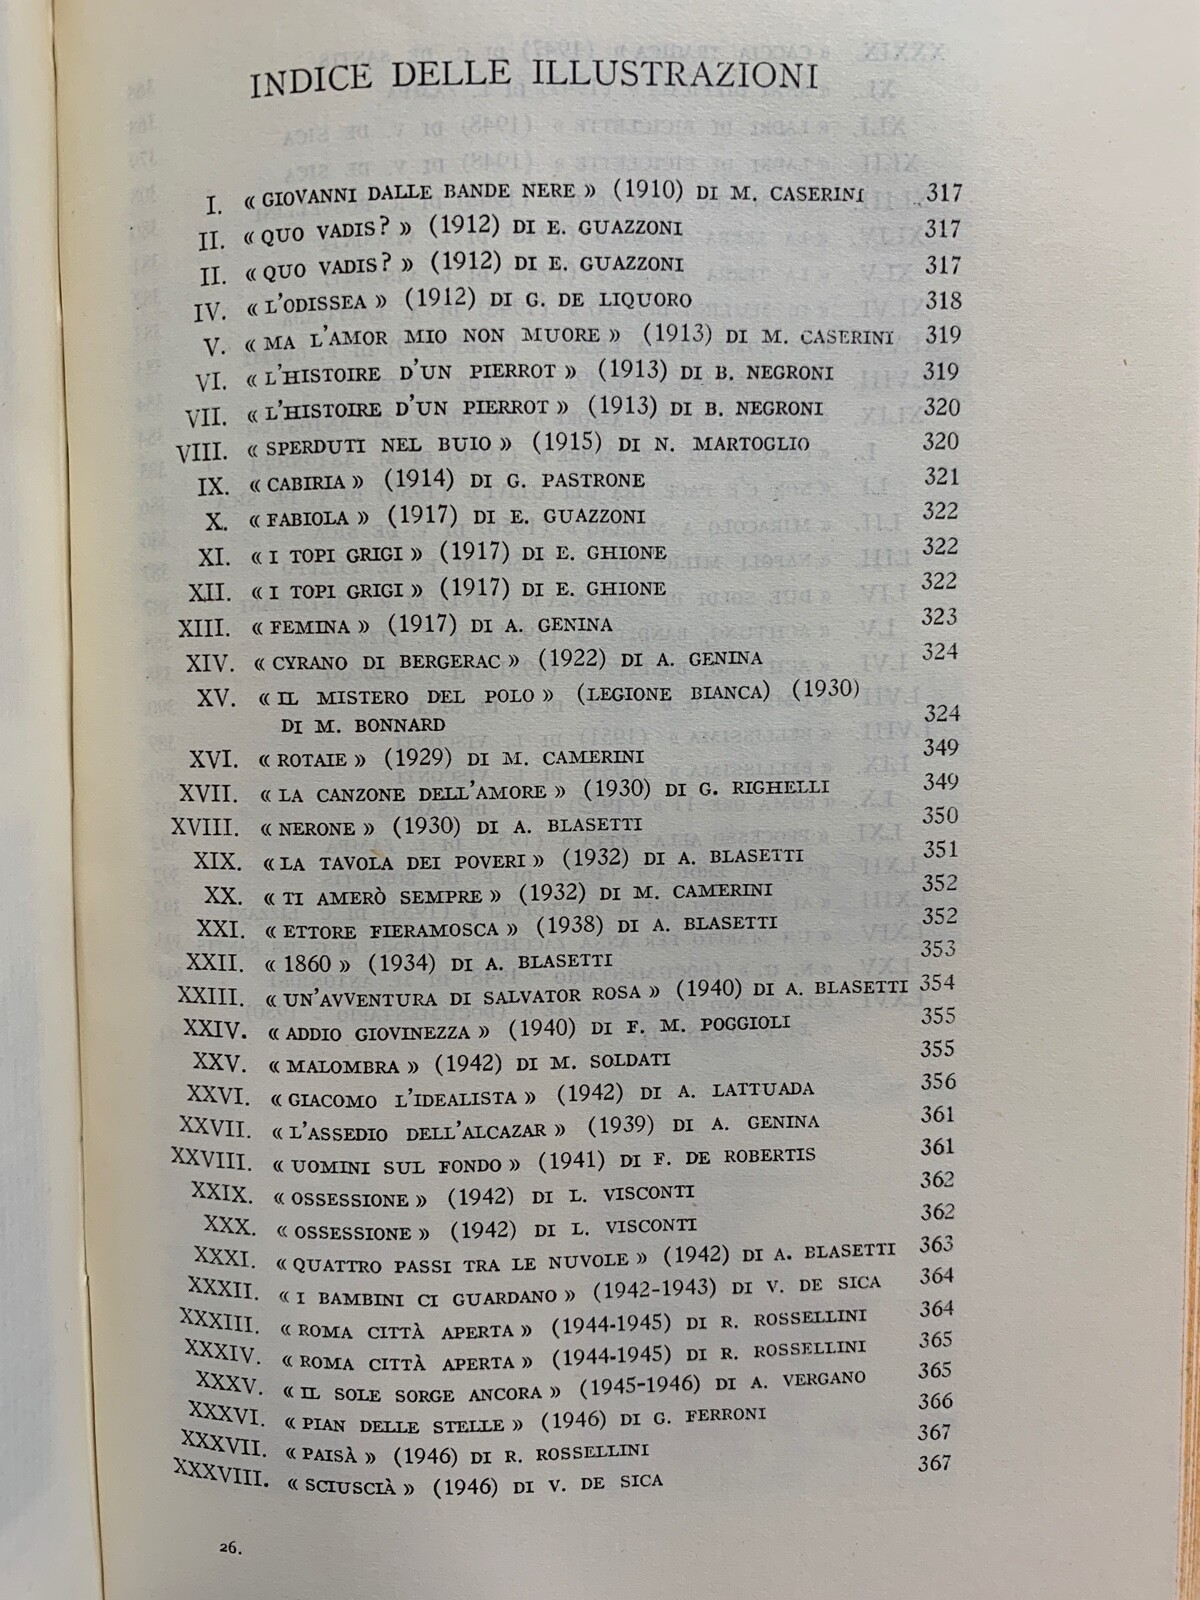 INDICE DELLE ILLUSTRAZIONI
I. « GIOVANNI DALLE BANDE NERE » (1910) DI M. CASERINI 317
II. « QUO VADIS? » (1912) DI E. GUAZZONI 317
II. « QUO VADIS? » (1912) DI E. GUAZZONI 317
IV. « L'ODISSEA » (1912) DI G. DE LIQUORO 318
V. « MA L'AMOR MIO NON MUORE » (1913) DI M. CASERINI 319
VI. « L'HISTOIRE D'UN PIERROT » (1913) DI B. NEGRONI 319
VII. « L'HISTOIRE D'UN PIERROT » (1913) DI B. NEGRONI 320
VIII. « SPERDUTI NEL BUIO » (1915) DI N. MARTOGLIO 320
IX. « CABIRIA » (1914) DI G. PASTRONE 321
X. « FABIOLA » (1917) DI E. GUAZZONI 322
XI. « I TOPI GRIGI » (1917) DI E. GHIONE 322
XII. « I TOPI GRIGI » (1917) DI E. GHIONE 322
XIII. « FEMINA » (1917) DI A. GENINA 323
XIV. « CYRANO DI BERGERAC » (1922) DI A. GENINA 324
XV. « IL MISTERO DEL POLO » (LEGIONE BIANCA) (1930)
DI M. BONNARD 324
XVI. « ROTAIE » (1929) DI M. CAMERINI 349
XVII. « LA CANZONE DELL'AMORE » (1930) DI G. RIGHELLI 349
XVIII. « NERONE » (1930) DI A. BLASETTI 350
XIX. « LA TAVOLA DEI POVERI » (1932) DI A. BLASETTI 351
XX. « TI AMERÒ SEMPRE » (1932) DI M. CAMERINI 352
XXI. « ETTORE FIERAMOSCA » (1938) DI A. BLASETTI 352
XXII. « 1860 » (1934) DI A. BLASETTI 353
XXIII. « UN'AVVENTURA DI SALVATOR ROSA » (1940) DI A. BLASETTI 354
XXIV. « ADDIO GIOVINEZZA » (1940) DI F. M. POGGIOLI 355
XXV. « MALOMBRA » (1942) DI M. SOLDATI 355
XXVI. « GIACOMO L'IDEALISTA » (1942) DI A. LATTUADA 356
XXVII. « L'ASSEDIO DELL'ALCAZAR » (1939) DI A. GENINA 361
XXVIII. « UOMINI SUL FONDO » (1941) DI F. DE ROBERTIS 361
XXIX. « OSSESSIONE » (1942) DI L. VISCONTI 362
XXX. « OSSESSIONE » (1942) DI L. VISCONTI 362
XXXI. « QUATTRO PASSI TRA LE NUVOLE » (1942) DI A. BLASETTI 363
XXXII. « I BAMBINI CI GUARDANO » (1942-1943) DI V. DE SICA 364
XXXIII. « ROMA CITTÀ APERTA » (1944-1945) DI R. ROSSELLINI 364
XXXIV. « ROMA CITTÀ APERTA » (1944-1945) DI R. ROSSELLINI 365
XXXV. « IL SOLE SORGE ANCORA » (1945-1946) DI A. VERGANO 365
XXXVI. « PIAN DELLE STELLE » (1946) DI G. FERRONI 366
XXXVII. « PAISÀ » (1946) DI R. ROSSELLINI 367
XXXVIII. « SCIUSCIÀ » (1946) DI V. DE SICA 367
26.